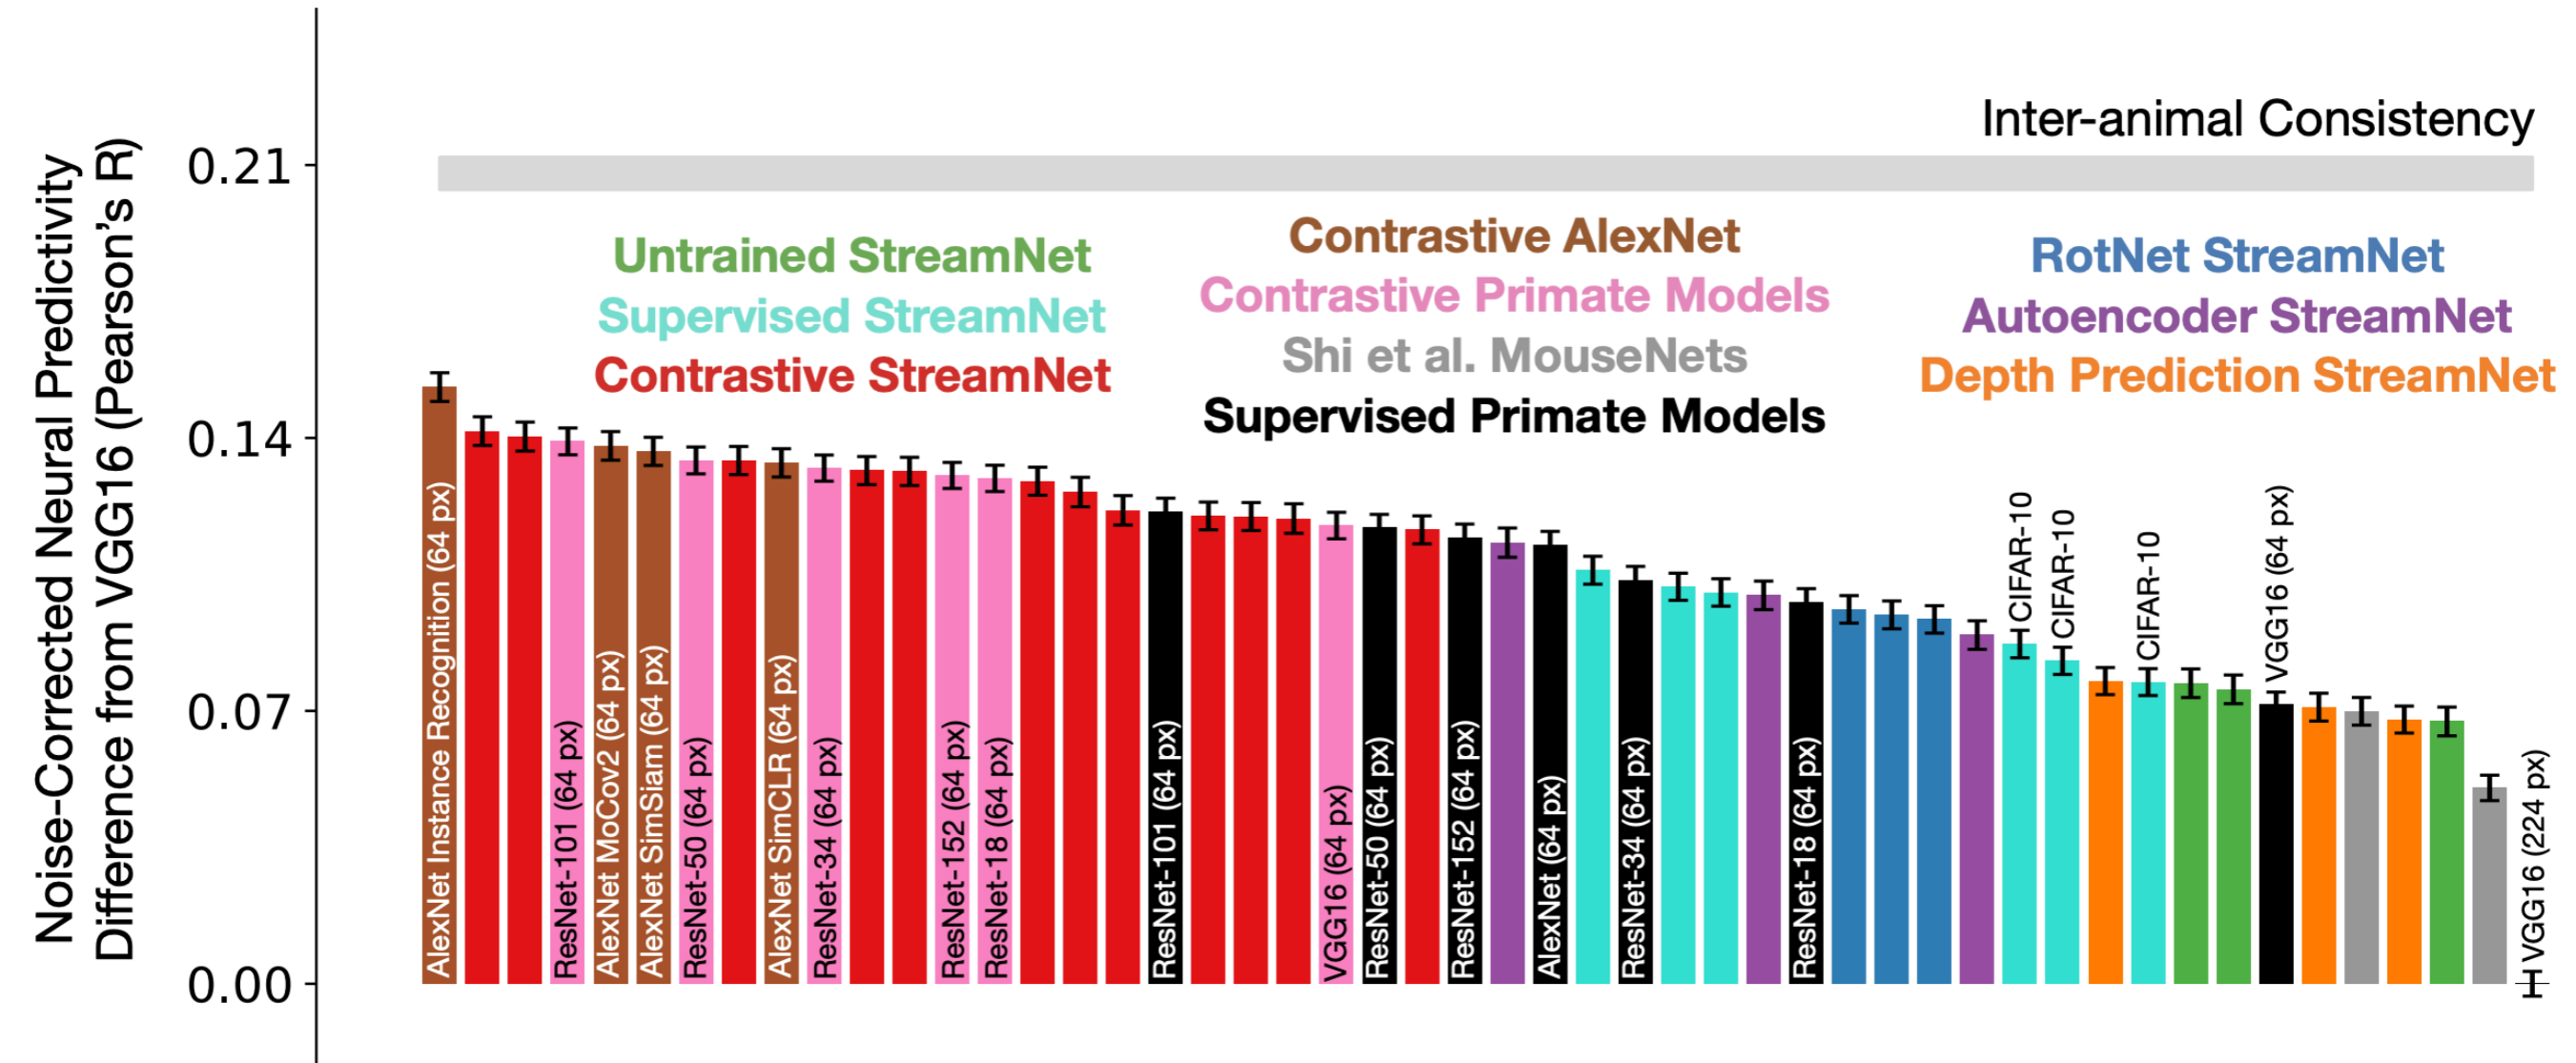 Noise-Corrected Neural Predictivity
Difference from VGG16 (Pearson's R)
0.21
0.14
0.07
0.00
Inter-animal Consistency
Untrained StreamNet
Supervised StreamNet
Contrastive StreamNet
Contrastive AlexNet
Contrastive Primate Models
Shi et al. MouseNets
Supervised Primate Models
RotNet StreamNet
Autoencoder StreamNet
Depth Prediction StreamNet
AlexNet Instance Recognition (64 px)
ResNet-101 (64 px)
AlexNet MoCov2 (64 px)
AlexNet SimSiam (64 px)
ResNet-50 (64 px)
AlexNet SimCLR (64 px)
ResNet-34 (64 px)
ResNet-152 (64 px)
ResNet-18 (64 px)
ResNet-101 (64 px)
VGG16 (64 px)
ResNet-50 (64 px)
ResNet-152 (64 px)
AlexNet (64 px)
ResNet-34 (64 px)
ResNet-18 (64 px)
CIFAR-10
CIFAR-10
CIFAR-10
VGG16 (64 px)
VGG16 (224 px)